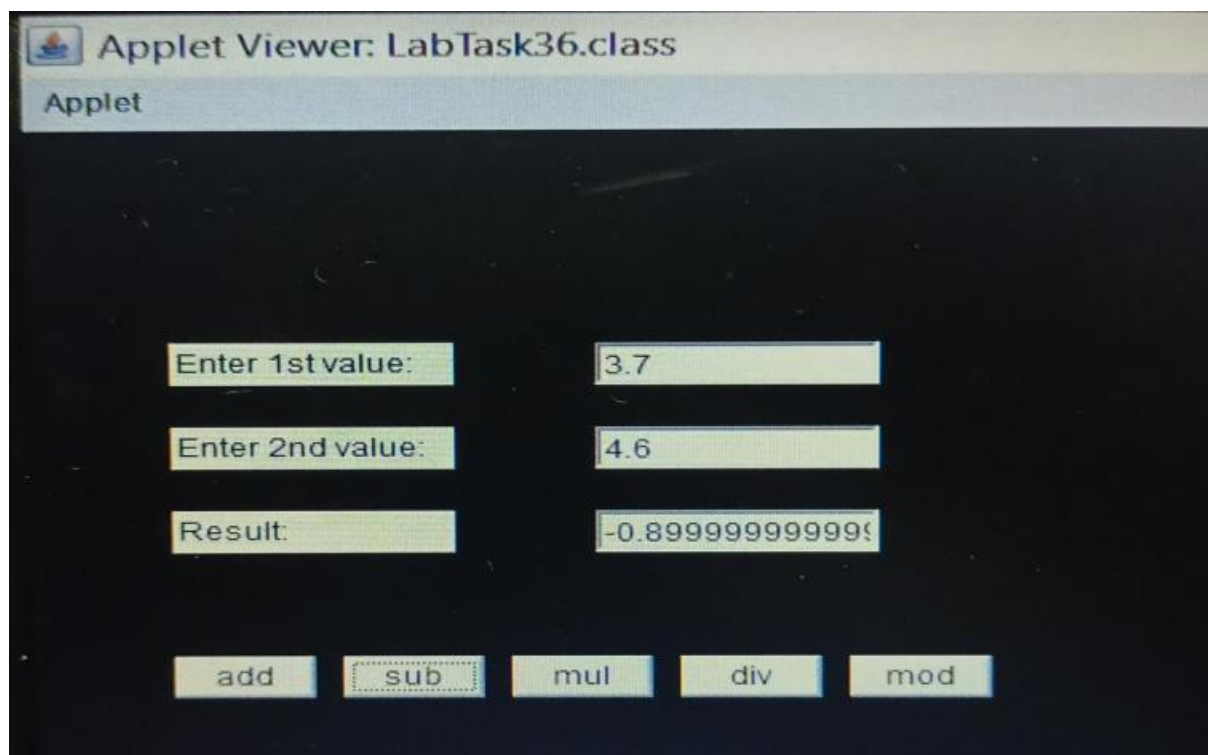 Applet Viewer: LabTask36.class
Applet
Enter 1st value: 3.7
Enter 2nd value: 4.6
Result: -0.899999999999
add sub mul div mod